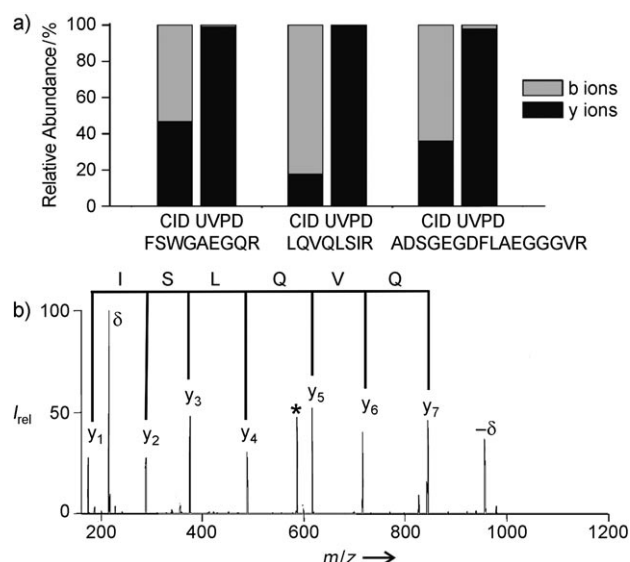 a)
Relative Abundance/%
100
80
60
40
20
0
b ions
y ions
CID UVPD CID UVPD CID UVPD
FSWGAEGQR LQVQLSIR ADSGEGDFLAEGGGVR
I S L Q V Q
b)
100
δ
50
I rel
0
y1 y2 y3 y4 * y5 y6 y7 −δ
200 400 600 800 1000 1200
m/z →